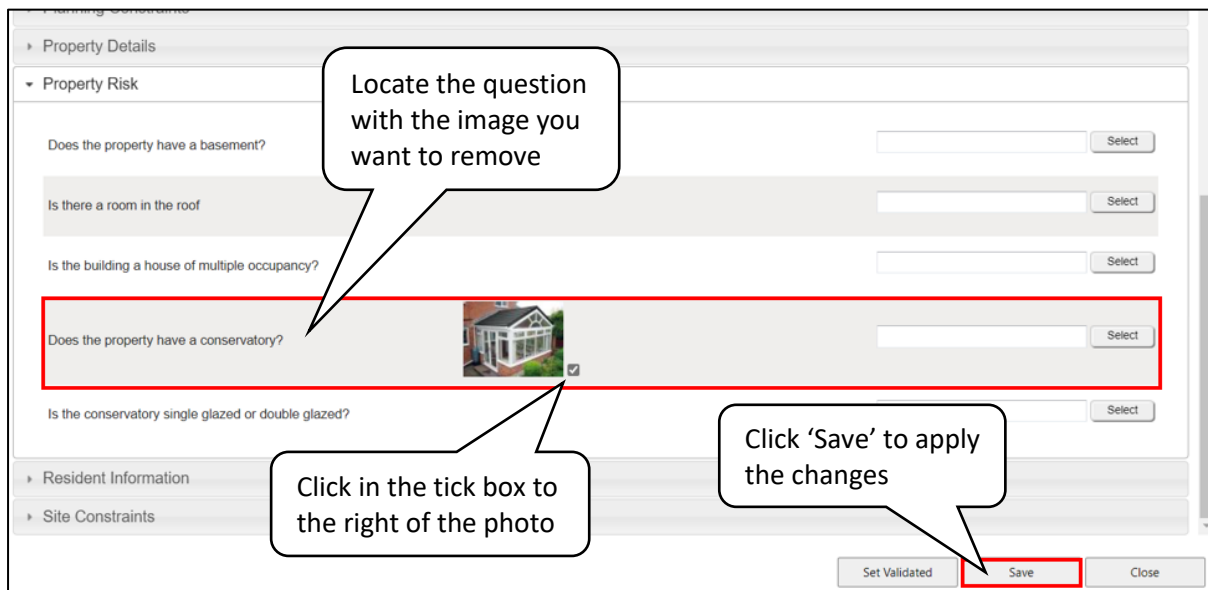 Property Details
Property Risk
Locate the question
with the image you
want to remove
Does the property have a basement?
Select
Is there a room in the roof
Select
Is the building a house of multiple occupancy?
Select
Does the property have a conservatory?
Select
Is the conservatory single glazed or double glazed?
Select
Click ‘Save’ to apply
the changes
Resident Information
Click in the tick box to
the right of the photo
Site Constraints
Set Validated
Save
Close